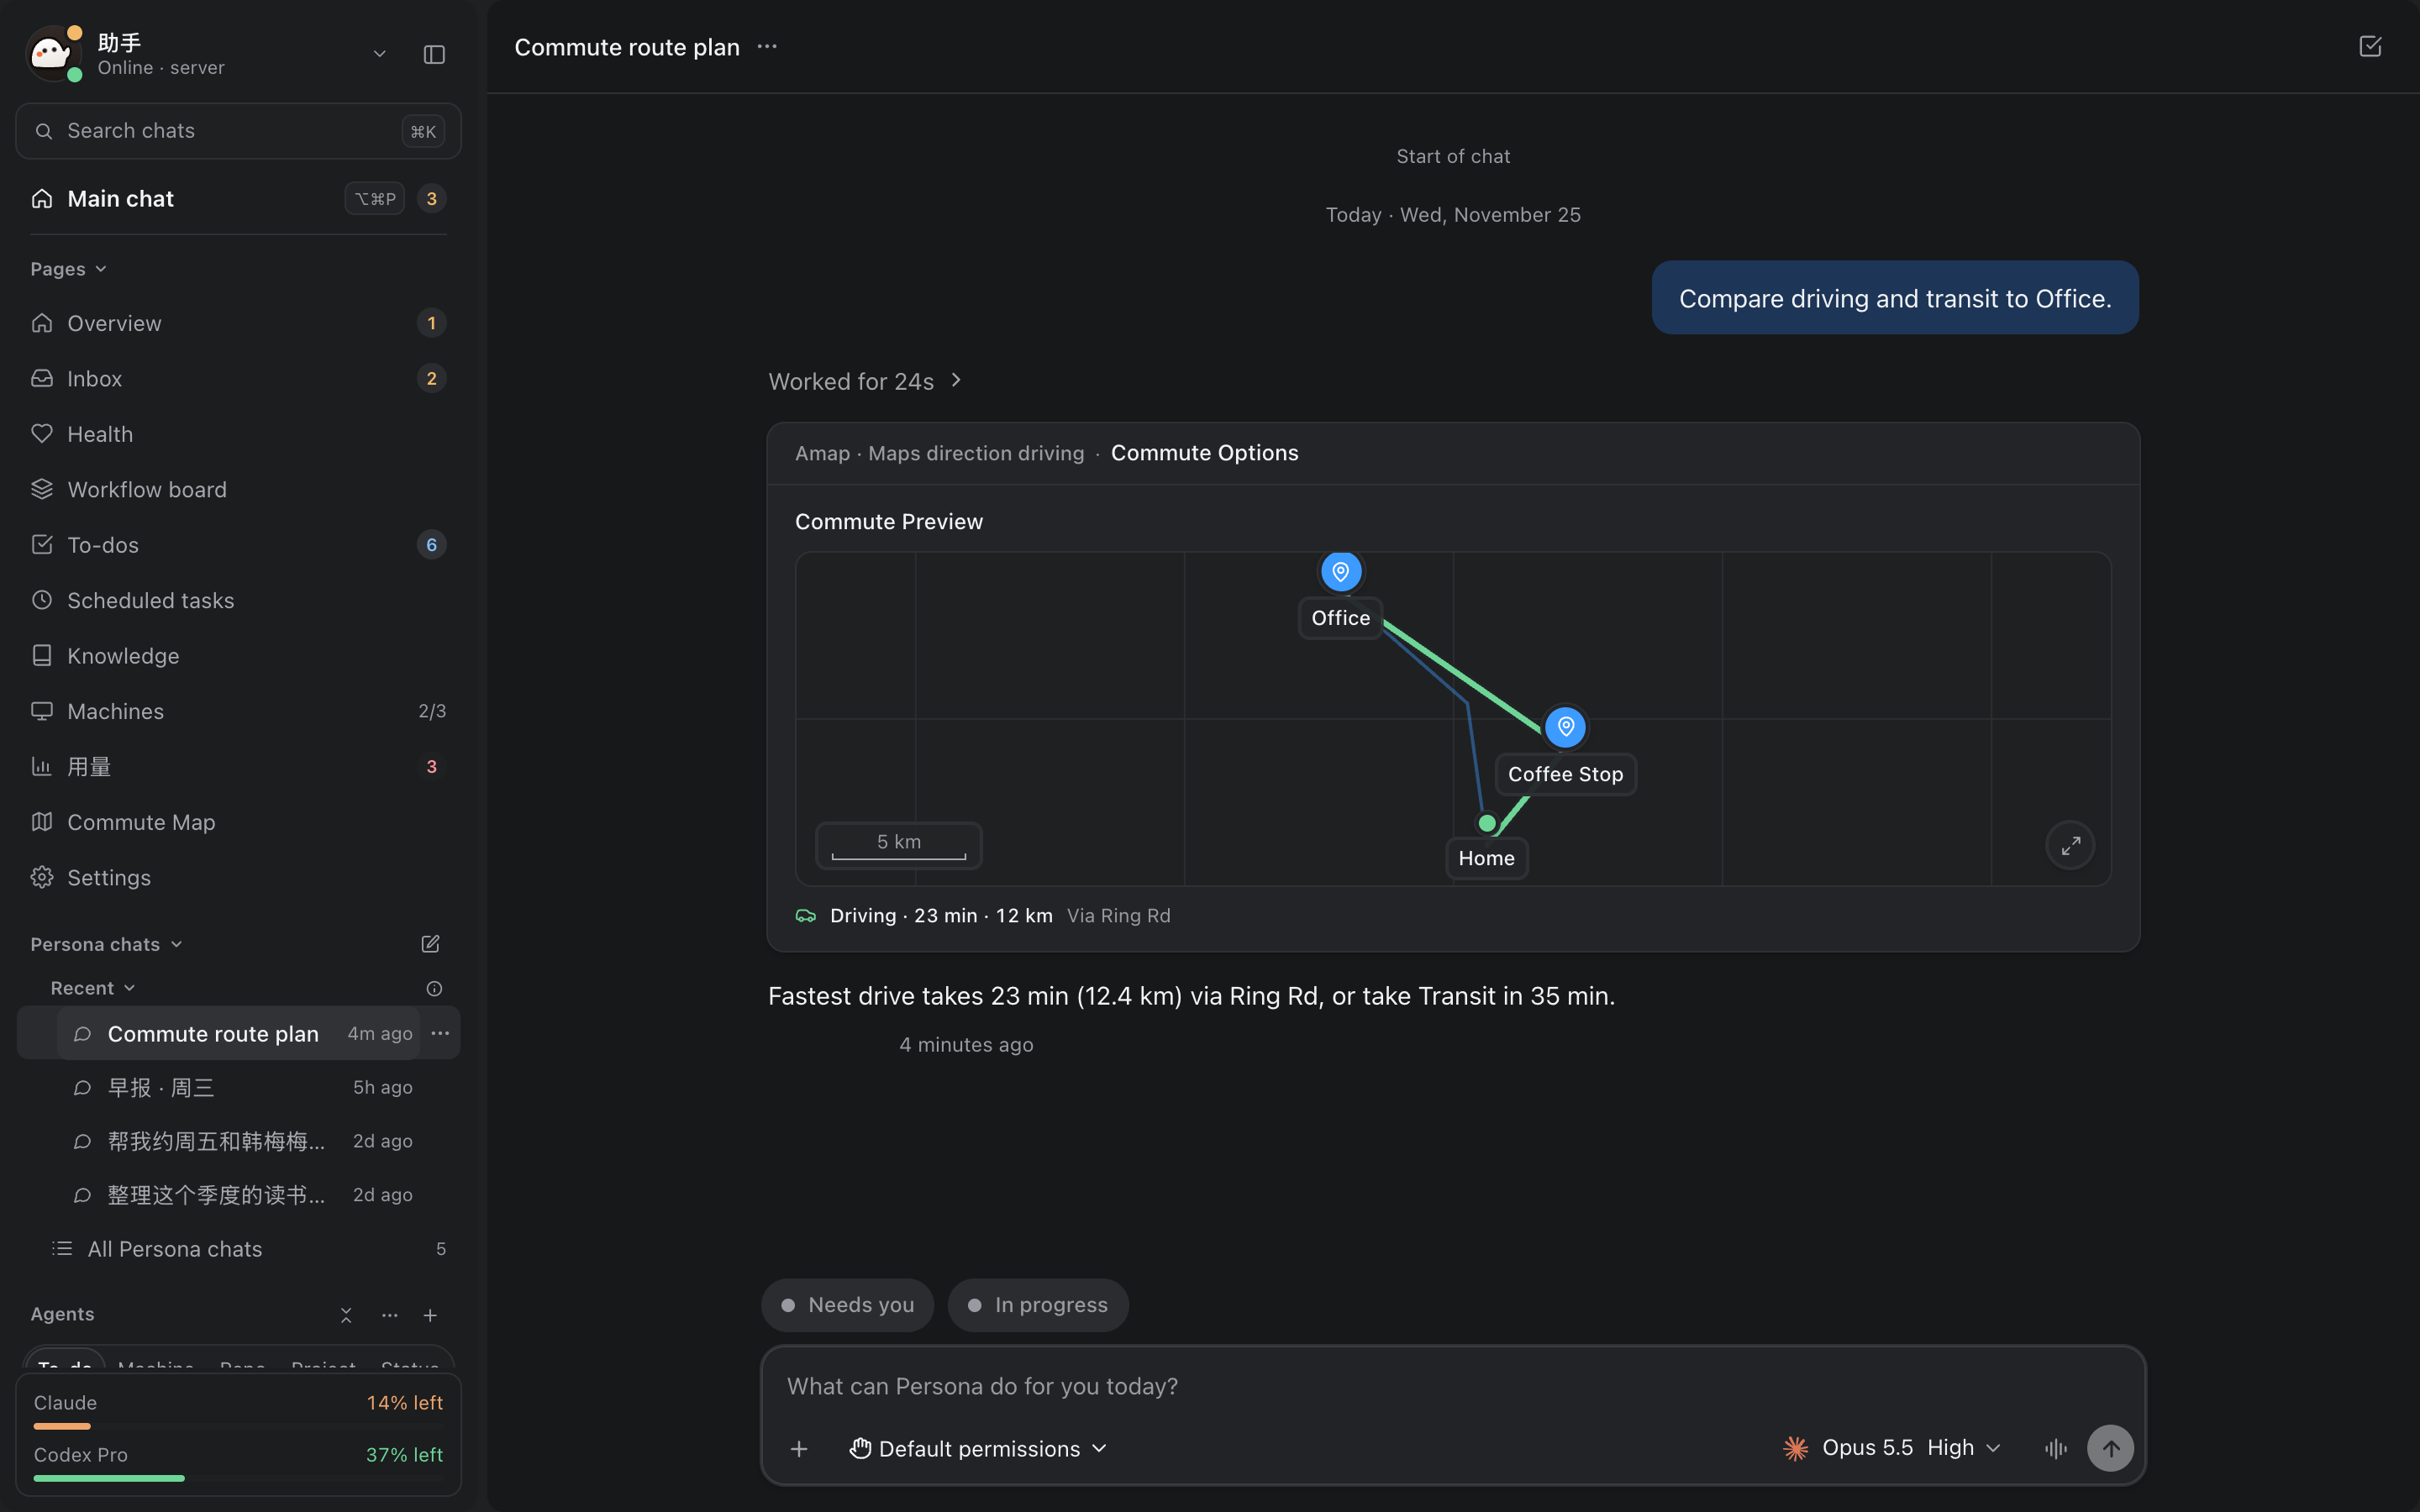 助手
Online · server
Search chats
⌘K
Main chat
⌥⌘P
3
Pages
Overview
1
Inbox
2
Health
Workflow board
To-dos
6
Scheduled tasks
Knowledge
Machines
2/3
用量
3
Commute Map
Settings
Persona chats
Recent
Commute route plan
4m ago
早报 · 周三
5h ago
帮我约周五和韩梅梅...
2d ago
整理这个季度的读书...
2d ago
All Persona chats
5
Agents
To-do Machine Repo Project Status
Claude
14% left
Codex Pro
37% left
Commute route plan
Start of chat
Today · Wed, November 25
Compare driving and transit to Office.
Worked for 24s
Amap · Maps direction driving · Commute Options
Commute Preview
Office
Coffee Stop
Home
5 km
Driving · 23 min · 12 km Via Ring Rd
Fastest drive takes 23 min (12.4 km) via Ring Rd, or take Transit in 35 min.
4 minutes ago
Needs you
In progress
What can Persona do for you today?
Default permissions
Opus 5.5 High